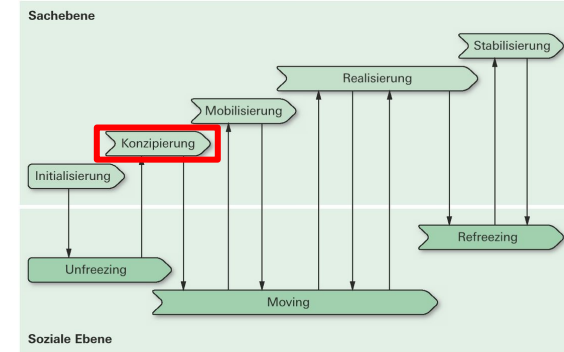 Sachebene
Stabilisierung
Realisierung
Mobilisierung
Konzipierung
Initialisierung
Refreezing
Unfreezing
Moving
Soziale Ebene